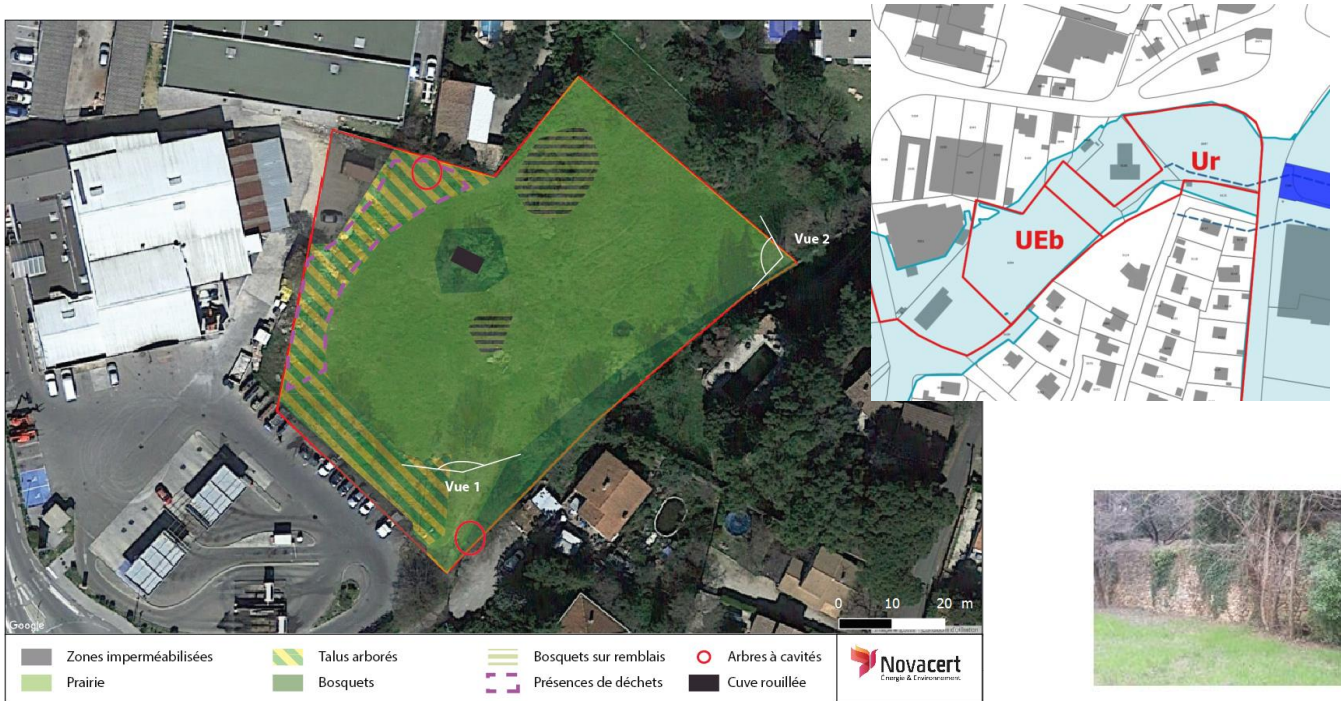 Vue 2
Vue 1
0 10 20 m
Google
Zones imperméabilisées
Talus arborés
Bosquets sur remblais
Arbres à cavités
Prairie
Bosquets
Présences de déchets
Cuve rouillée
Novacert
Energie & Environnement
Ur
UEb